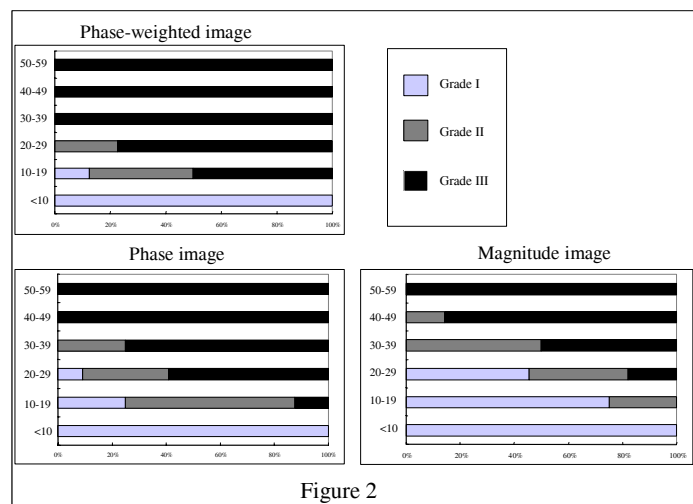 Phase-weighted image
50-59
40-49
30-39
20-29
10-19
<10
0% 20% 40% 60% 80% 100%
Grade I
Grade II
Grade III
Phase image
50-59
40-49
30-39
20-29
10-19
<10
0% 20% 40% 60% 80% 100%
Magnitude image
50-59
40-49
30-39
20-29
10-19
<10
0% 20% 40% 60% 80% 100%
Figure 2